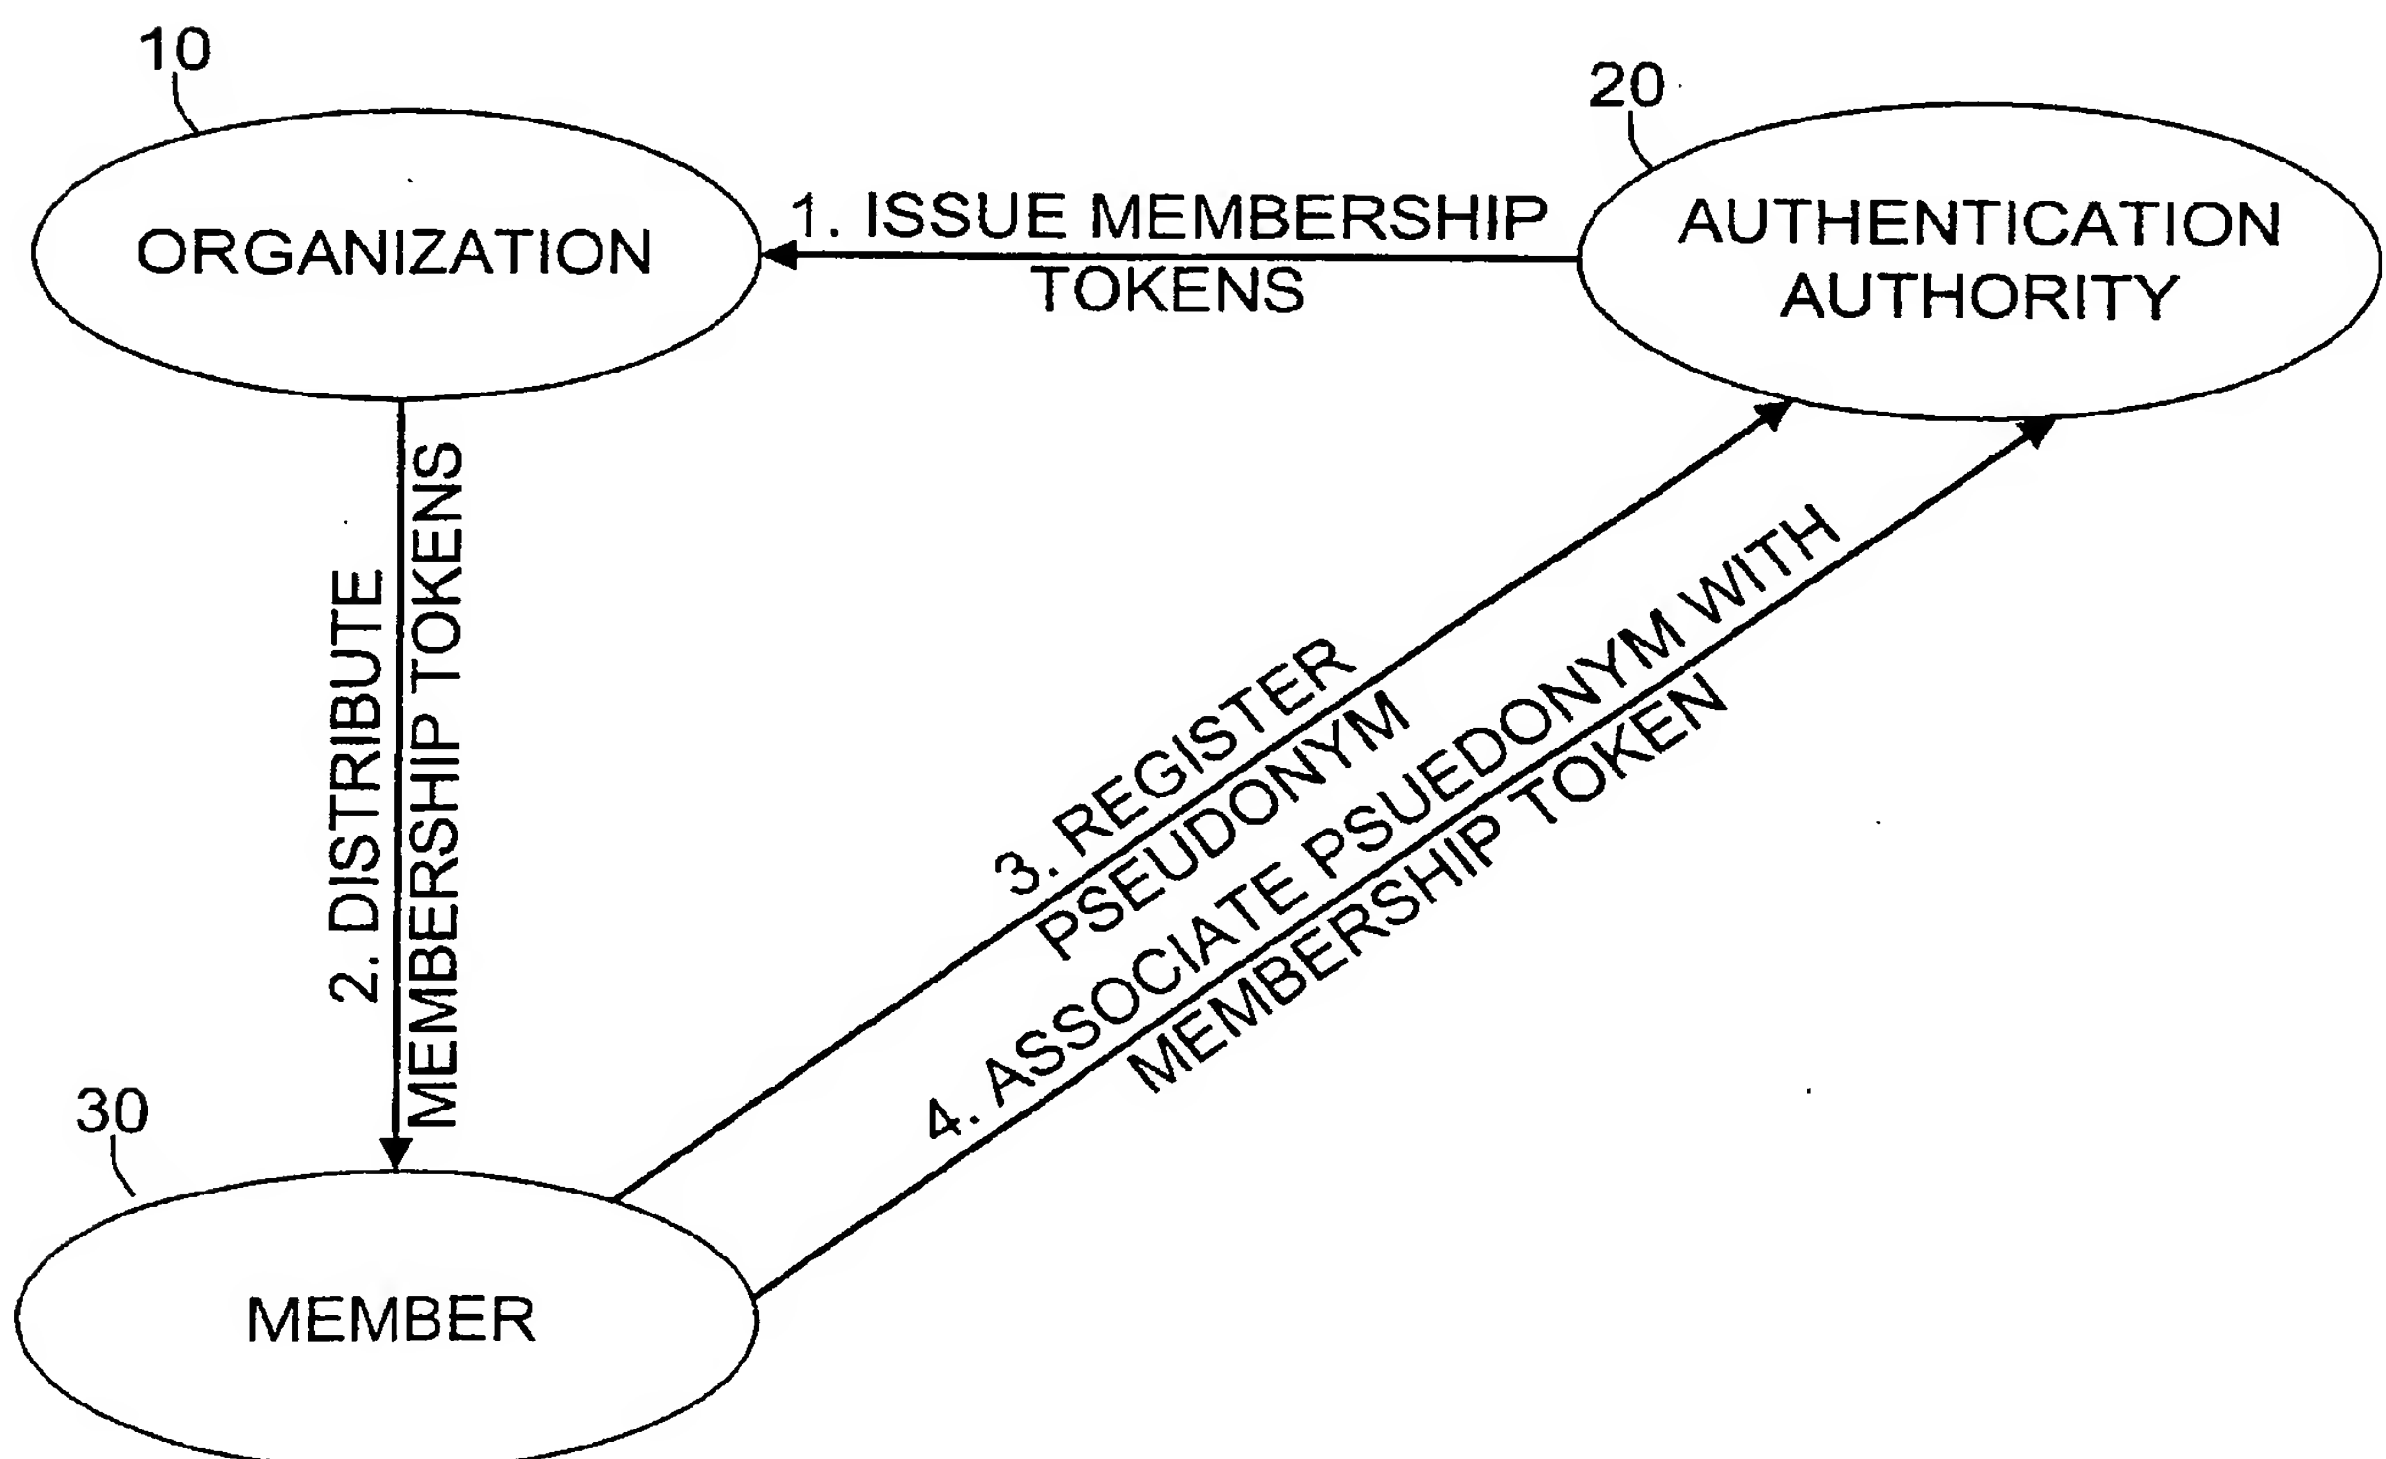 10
20
ORGANIZATION
1. ISSUE MEMBERSHIP
TOKENS
AUTHENTICATION
AUTHORITY
2. DISTRIBUTE
MEMBERSHIP TOKENS
3. REGISTER
PSEUDONYM
4. ASSOCIATE PSUEDONYM WITH
MEMBERSHIP TOKEN
30
MEMBER